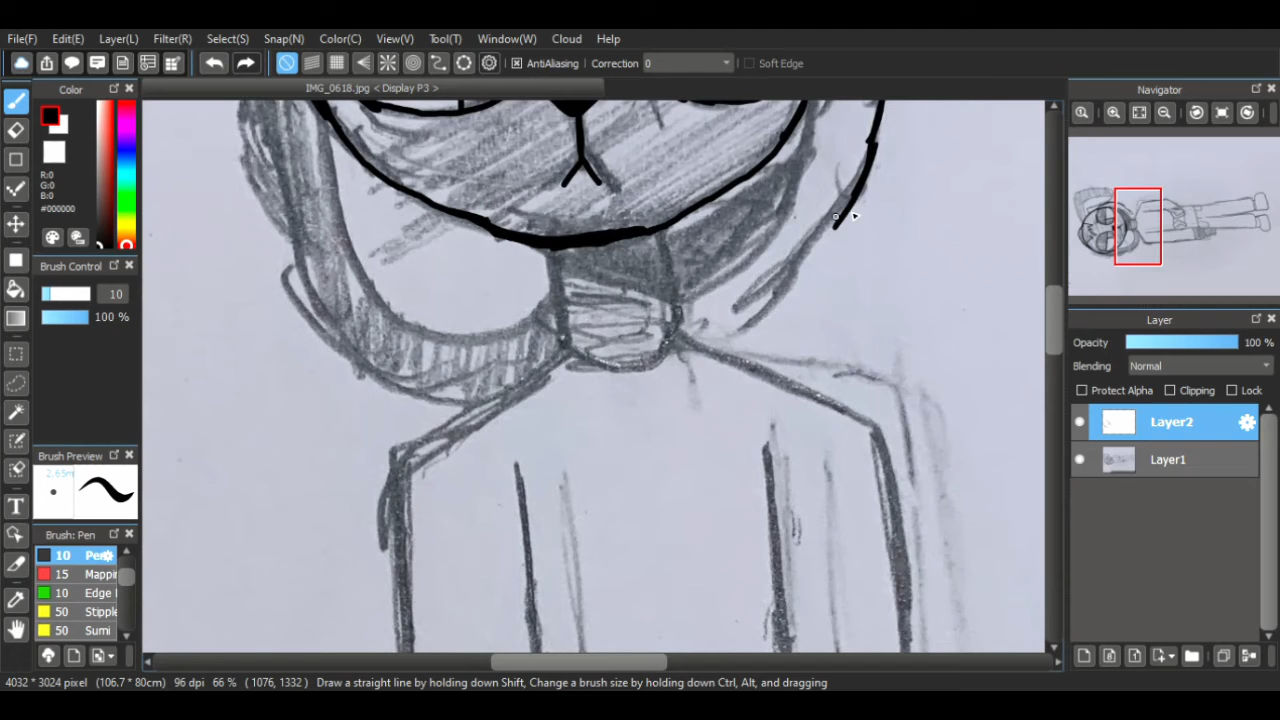 File(F) Edit(E) Layer(L) Filter(R) Select(S) Snap(N) Color(C) View(V) Tool(T) Window(W) Cloud Help
AntiAliasing Correction 0 Soft Edge
Color
IMG_0618.jpg < Display P3 >
Navigator
R:0
G:0
B:0
#000000
Brush Control
10
100 %
Layer
Opacity 100 %
Blending Normal
Protect Alpha Clipping Lock
Layer2
Layer1
Brush Preview
Brush: Pen
10 Pen
15 Mappin
10 Edge
50 Stipple
50 Sumi
4032 * 3024 pixel (106.7 * 80cm) 96 dpi 66 % ( 1076, 1332 ) Draw a straight line by holding down Shift, Change a brush size by holding down Ctrl, Alt, and dragging